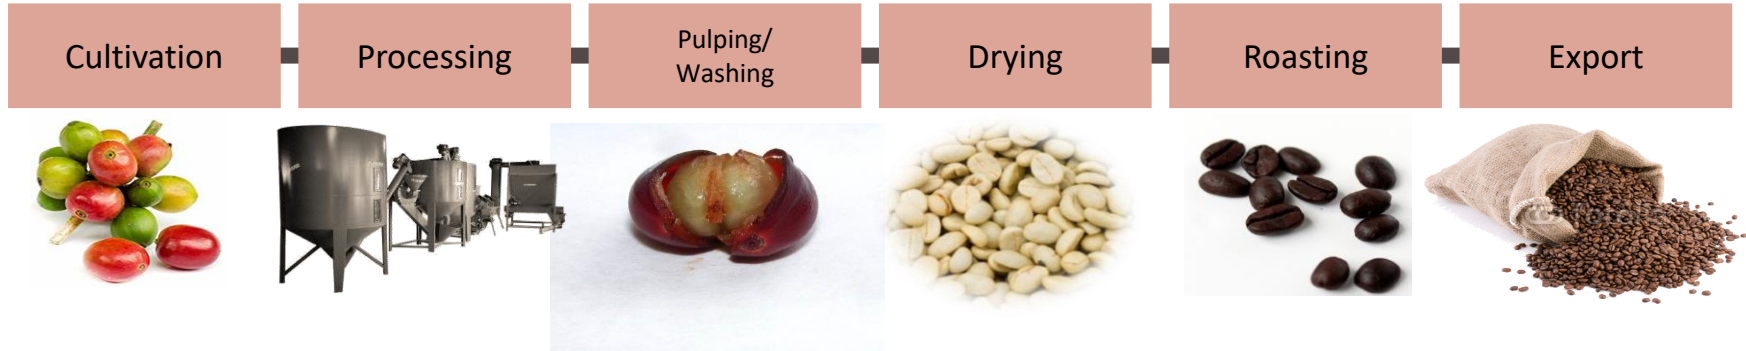 Cultivation
Processing
Pulping/
Washing
Drying
Roasting
Export